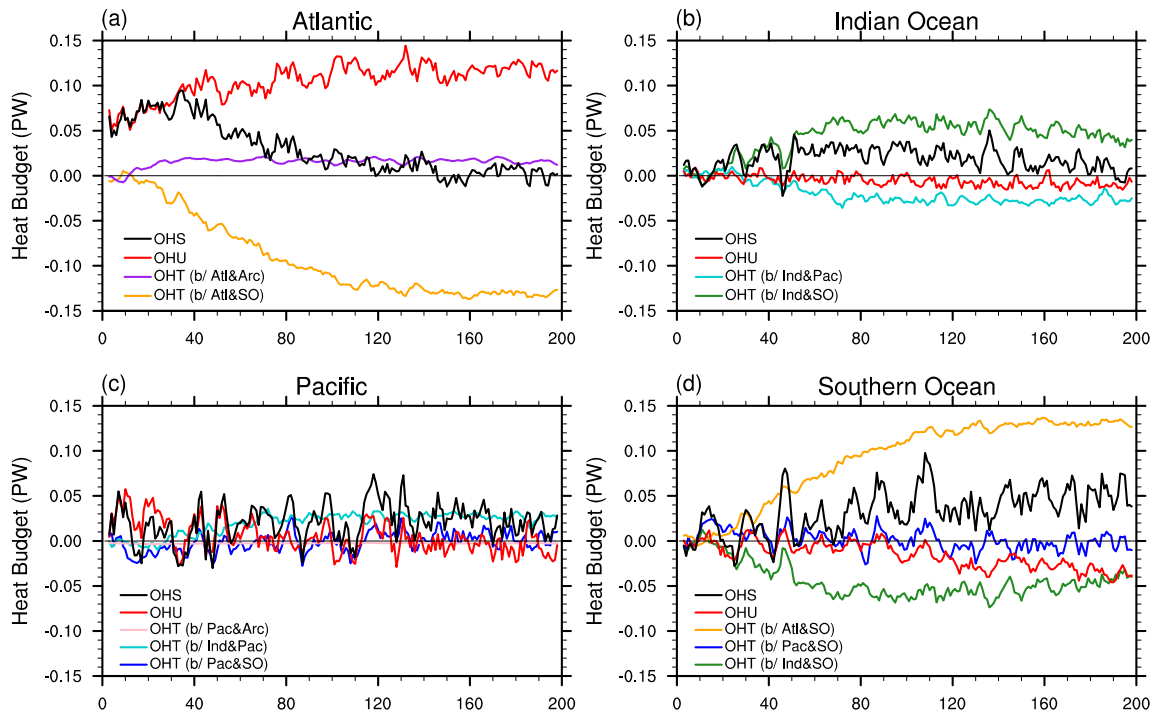 (a) Atlantic
Heat Budget (PW)
0.15
0.10
0.05
0.00
-0.05
-0.10
-0.15
OHS
OHU
OHT (b/ Atl&Arc)
OHT (b/ Atl&SO)
0 40 80 120 160 200
(b) Indian Ocean
Heat Budget (PW)
0.15
0.10
0.05
0.00
-0.05
-0.10
-0.15
OHS
OHU
OHT (b/ Ind&Pac)
OHT (b/ Ind&SO)
0 40 80 120 160 200
(c) Pacific
Heat Budget (PW)
0.15
0.10
0.05
0.00
-0.05
-0.10
-0.15
OHS
OHU
OHT (b/ Pac&Arc)
OHT (b/ Ind&Pac)
OHT (b/ Pac&SO)
0 40 80 120 160 200
(d) Southern Ocean
Heat Budget (PW)
0.15
0.10
0.05
0.00
-0.05
-0.10
-0.15
OHS
OHU
OHT (b/ Atl&SO)
OHT (b/ Pac&SO)
OHT (b/ Ind&SO)
0 40 80 120 160 200